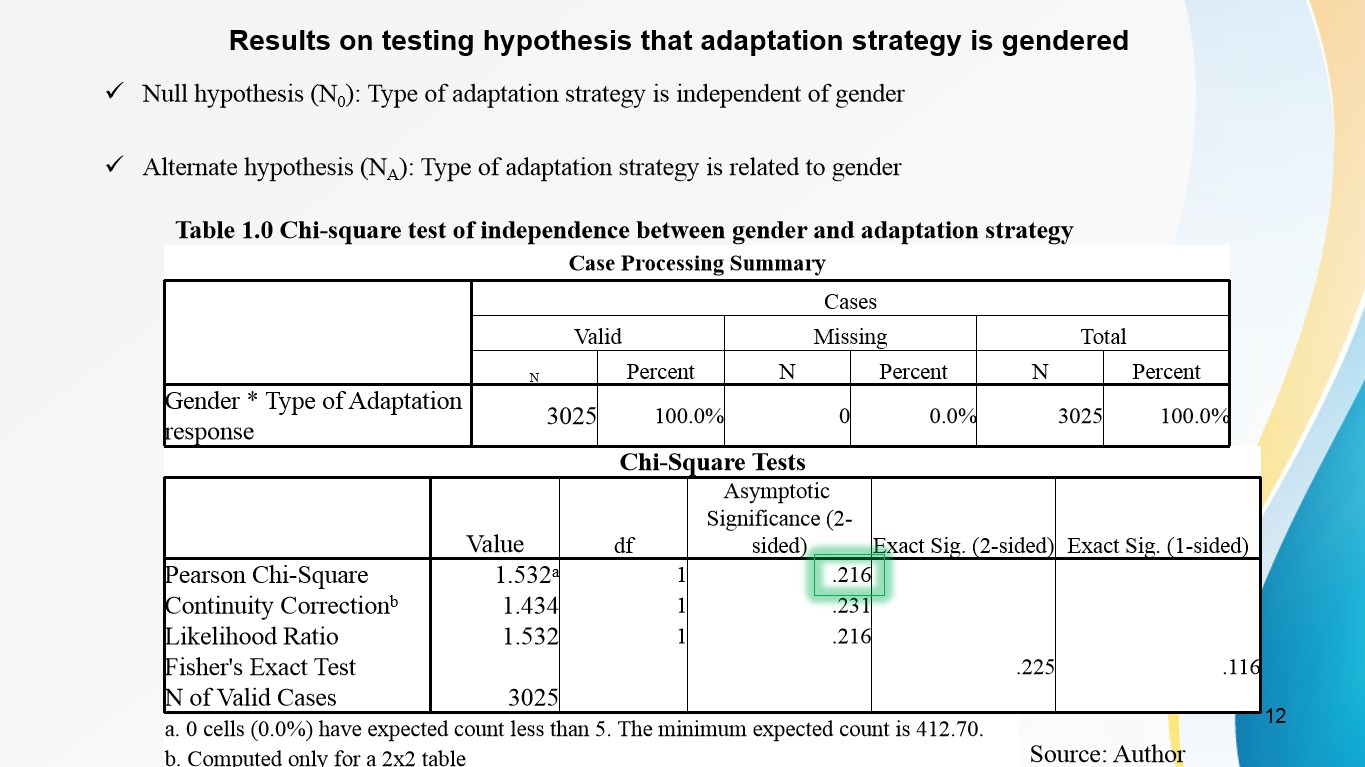 Results on testing hypothesis that adaptation strategy is gendered
✓ Null hypothesis (N0): Type of adaptation strategy is independent of gender
✓ Alternate hypothesis (NA): Type of adaptation strategy is related to gender
Table 1.0 Chi-square test of independence between gender and adaptation strategy
Case Processing Summary
Cases
Valid Missing Total
N Percent N Percent N Percent
Gender * Type of Adaptation
response 3025 100.0% 0 0.0% 3025 100.0%
Chi-Square Tests
Asymptotic
Significance (2-
Value df sided) Exact Sig. (2-sided) Exact Sig. (1-sided)
Pearson Chi-Square 1.532a 1 .216
Continuity Correctionb 1.434 1 .231
Likelihood Ratio 1.532 1 .216
Fisher's Exact Test .225 .116
N of Valid Cases 3025
12
a. 0 cells (0.0%) have expected count less than 5. The minimum expected count is 412.70.
b. Computed only for a 2x2 table
Source: Author